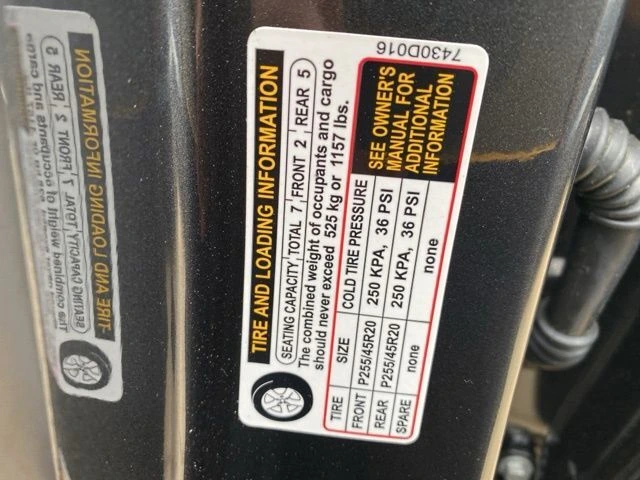 7430D016
TIRE AND LOADING INFORMATION
SEATING CAPACITY, TOTAL 7, FRONT 2, REAR 5
The combined weight of occupants and cargo
should never exceed 525 kg or 1157 lbs.
TIRE SIZE COLD TIRE PRESSURE
FRONT P255/45R20 250 KPA, 36 PSI
REAR P255/45R20 250 KPA, 36 PSI
SPARE none none
SEE OWNER'S
MANUAL FOR
ADDITIONAL
INFORMATION
TIRE AND LOADING INFORMATION
SEATING CAPACITY, TOTAL 7 FRONT 2, REAR 5
The combined weight of occupants and cargo